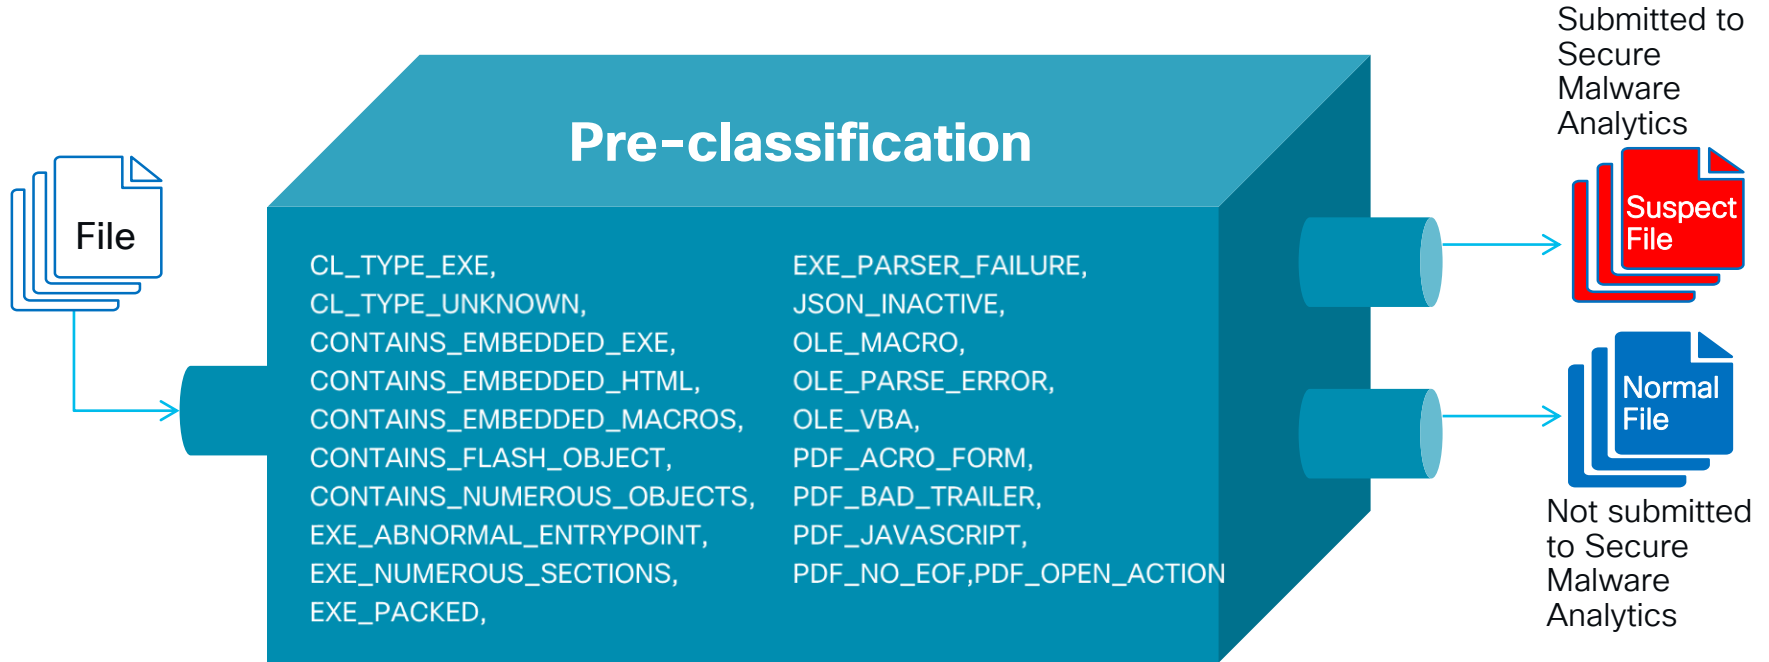 Pre-classification
File
CL_TYPE_EXE,
CL_TYPE_UNKNOWN,
CONTAINS_EMBEDDED_EXE,
CONTAINS_EMBEDDED_HTML,
CONTAINS_EMBEDDED_MACROS,
CONTAINS_FLASH_OBJECT,
CONTAINS_NUMEROUS_OBJECTS,
EXE_ABNORMAL_ENTRYPOINT,
EXE_NUMEROUS_SECTIONS,
EXE_PACKED,
EXE_PARSER_FAILURE,
JSON_INACTIVE,
OLE_MACRO,
OLE_PARSE_ERROR,
OLE_VBA,
PDF_ACRO_FORM,
PDF_BAD_TRAILER,
PDF_JAVASCRIPT,
PDF_NO_EOF,PDF_OPEN_ACTION
Submitted to
Secure
Malware
Analytics
Suspect
File
Normal
File
Not submitted
to Secure
Malware
Analytics